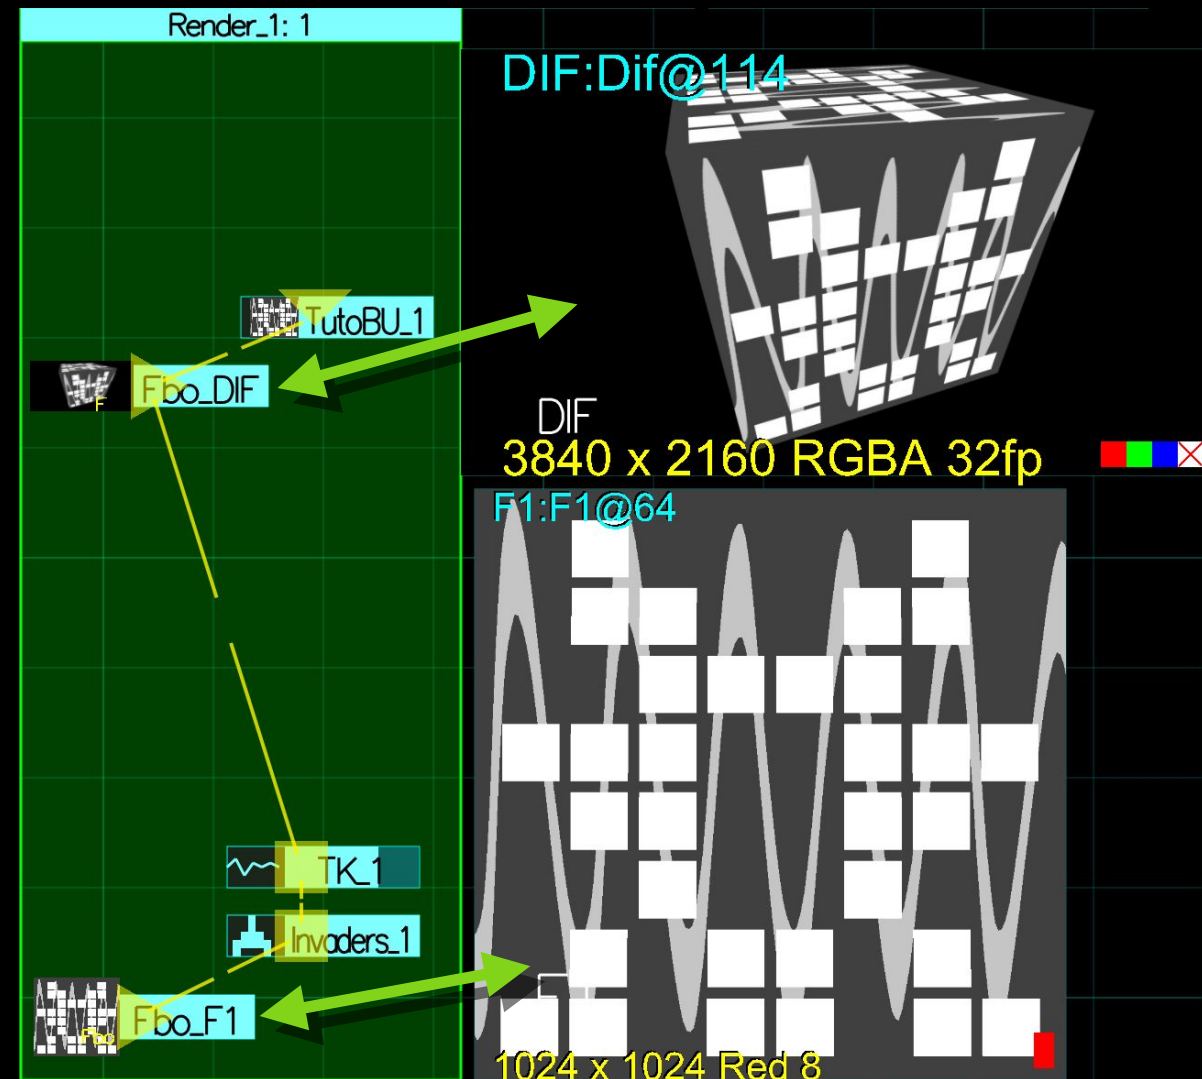 Render_1: 1
DIF:Dif@114
TutoBU_1
F
Fbo_DIF
DIF
3840 x 2160 RGBA 32fp
F1:F1@64
TK_1
Invaders_1
Fbo
Fbo_F1
1024 x 1024 Red 8